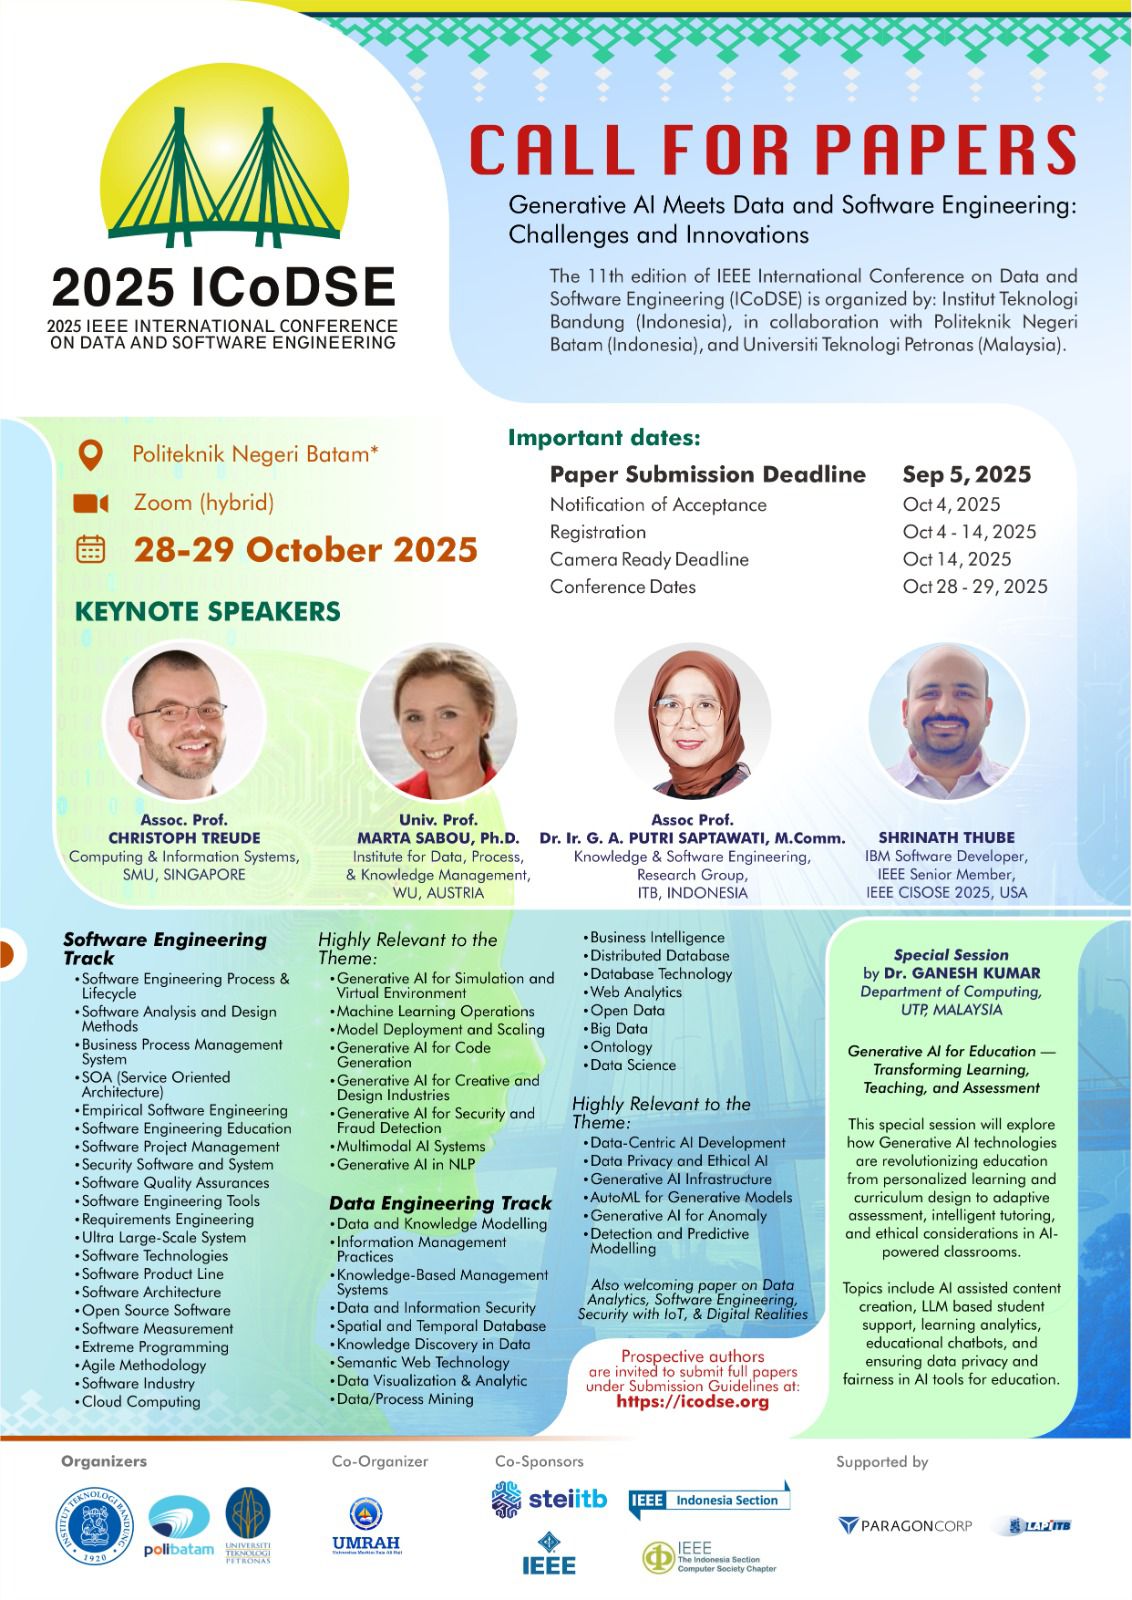 CALL FOR PAPERS
Generative AI Meets Data and Software Engineering:
Challenges and Innovations
The 11th edition of IEEE International Conference on Data and
Software Engineering (ICoDSE) is organized by: Institut Teknologi
Bandung (Indonesia), in collaboration with Politeknik Negeri
Batam (Indonesia), and Universiti Teknologi Petronas (Malaysia).
2025 ICoDSE
2025 IEEE INTERNATIONAL CONFERENCE
ON DATA AND SOFTWARE ENGINEERING
Politeknik Negeri Batam*
Zoom (hybrid)
28-29 October 2025
Important dates:
Paper Submission Deadline Sep 5, 2025
Notification of Acceptance Oct 4, 2025
Registration Oct 4 - 14, 2025
Camera Ready Deadline Oct 14, 2025
Conference Dates Oct 28 - 29, 2025
KEYNOTE SPEAKERS
Assoc. Prof.
CHRISTOPH TREUDE
Computing & Information Systems,
SMU, SINGAPORE
Univ. Prof.
MARTA SABOU, Ph.D.
Institute for Data, Process,
& Knowledge Management,
WU, AUSTRIA
Assoc Prof.
Dr. Ir. G. A. PUTRI SAPTAWATI, M.Comm.
Knowledge & Software Engineering,
Research Group,
ITB, INDONESIA
SHRINATH THUBE
IBM Software Developer,
IEEE Senior Member,
IEEE CISOSE 2025, USA
Software Engineering
Track
•Software Engineering Process &
Lifecycle
•Software Analysis and Design
Methods
•Business Process Management
System
•SOA (Service Oriented
Architecture)
•Empirical Software Engineering
•Software Engineering Education
•Software Project Management
•Security Software and System
•Software Quality Assurances
•Software Engineering Tools
•Requirements Engineering
•Ultra Large-Scale System
•Software Technologies
•Software Product Line
•Software Architecture
•Open Source Software
•Software Measurement
•Extreme Programming
•Agile Methodology
•Software Industry
•Cloud Computing
Highly Relevant to the
Theme:
•Generative AI for Simulation and
Virtual Environment
•Machine Learning Operations
•Model Deployment and Scaling
•Generative AI for Code
Generation
•Generative AI for Creative and
Design Industries
•Generative AI for Security and
Fraud Detection
•Multimodal AI Systems
•Generative AI in NLP
Data Engineering Track
•Data and Knowledge Modelling
•Information Management
Practices
•Knowledge-Based Management
Systems
•Data and Information Security
•Spatial and Temporal Database
•Knowledge Discovery in Data
•Semantic Web Technology
•Data Visualization & Analytic
•Data/Process Mining
•Business Intelligence
•Distributed Database
•Database Technology
•Web Analytics
•Open Data
•Big Data
•Ontology
•Data Science
Highly Relevant to the
Theme:
•Data-Centric AI Development
•Data Privacy and Ethical AI
•Generative AI Infrastructure
•AutoML for Generative Models
•Generative AI for Anomaly
•Detection and Predictive
Modelling
Also welcoming paper on Data
Analytics, Software Engineering,
Security with IoT, & Digital Realities
Prospective authors
are invited to submit full papers
under Submission Guidelines at:
https://icodse.org
Special Session
by Dr. GANESH KUMAR
Department of Computing,
UTP, MALAYSIA
Generative AI for Education —
Transforming Learning,
Teaching, and Assessment
This special session will explore
how Generative AI technologies
are revolutionizing education
from personalized learning and
curriculum design to adaptive
assessment, intelligent tutoring,
and ethical considerations in AI-
powered classrooms.
Topics include AI assisted content
creation, LLM based student
support, learning analytics,
educational chatbots, and
ensuring data privacy and
fairness in AI tools for education.
Organizers
INSTITUT TEKNOLOGI BANDUNG
1920
polibatam
UNIVERSITI
TEKNOLOGI
PETRONAS
Co-Organizer
UMRAH
Co-Sponsors
steiitb
IEEE Indonesia Section
IEEE
IEEE
The Indonesia Section
Computer Society Chapter
Supported by
PARAGONCORP
LAPI ITB